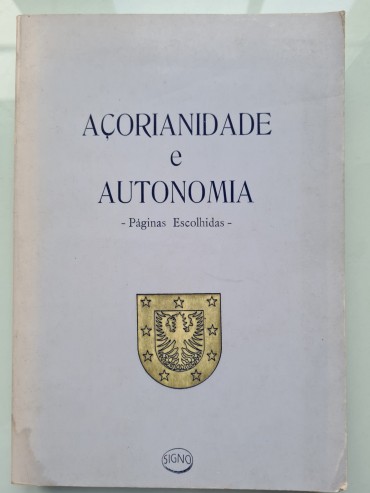 AÇORIANIDADE
e
AUTONOMIA
- Páginas Escolhidas -
SIGNO